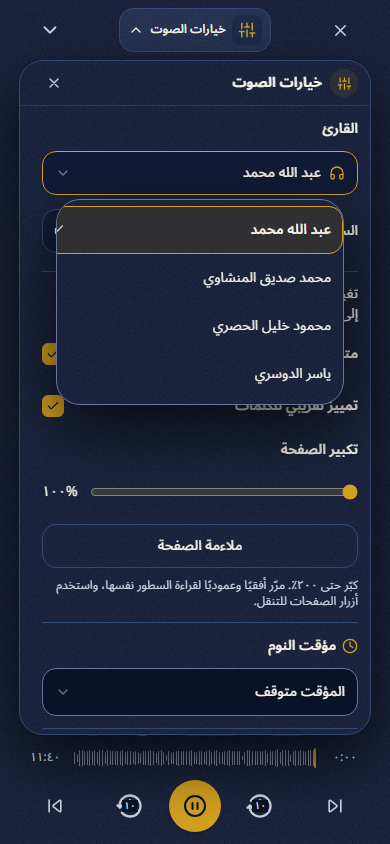 خيارات الصوت
خيارات الصوت
القارئ
عبد الله محمد
عبد الله محمد
محمد صديق المنشاوي
محمود خليل الحصري
ياسر الدوسري
تمييز تقريبي للكلمات
تكبير الصفحة
١٠٠%
ملاءمة الصفحة
كبّر حتى ٢٠٠٪. مرّر أفقيًا وعموديًا لقراءة السطور نفسها، واستخدم
أزرار الصفحات للتنقل.
مؤقت النوم
المؤقت متوقف
٠:٠٠
١١:٤٠
١٠
١٠